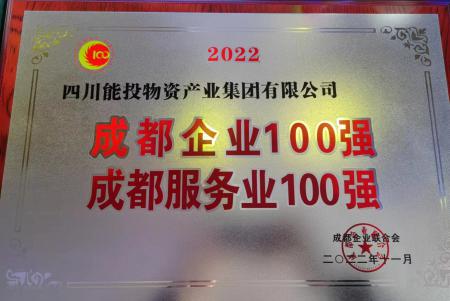 100
2022
四川能投物资产业集团有限公司
成都企业100强
成都服务业100强
成都企业联合会
二〇二二年十一月